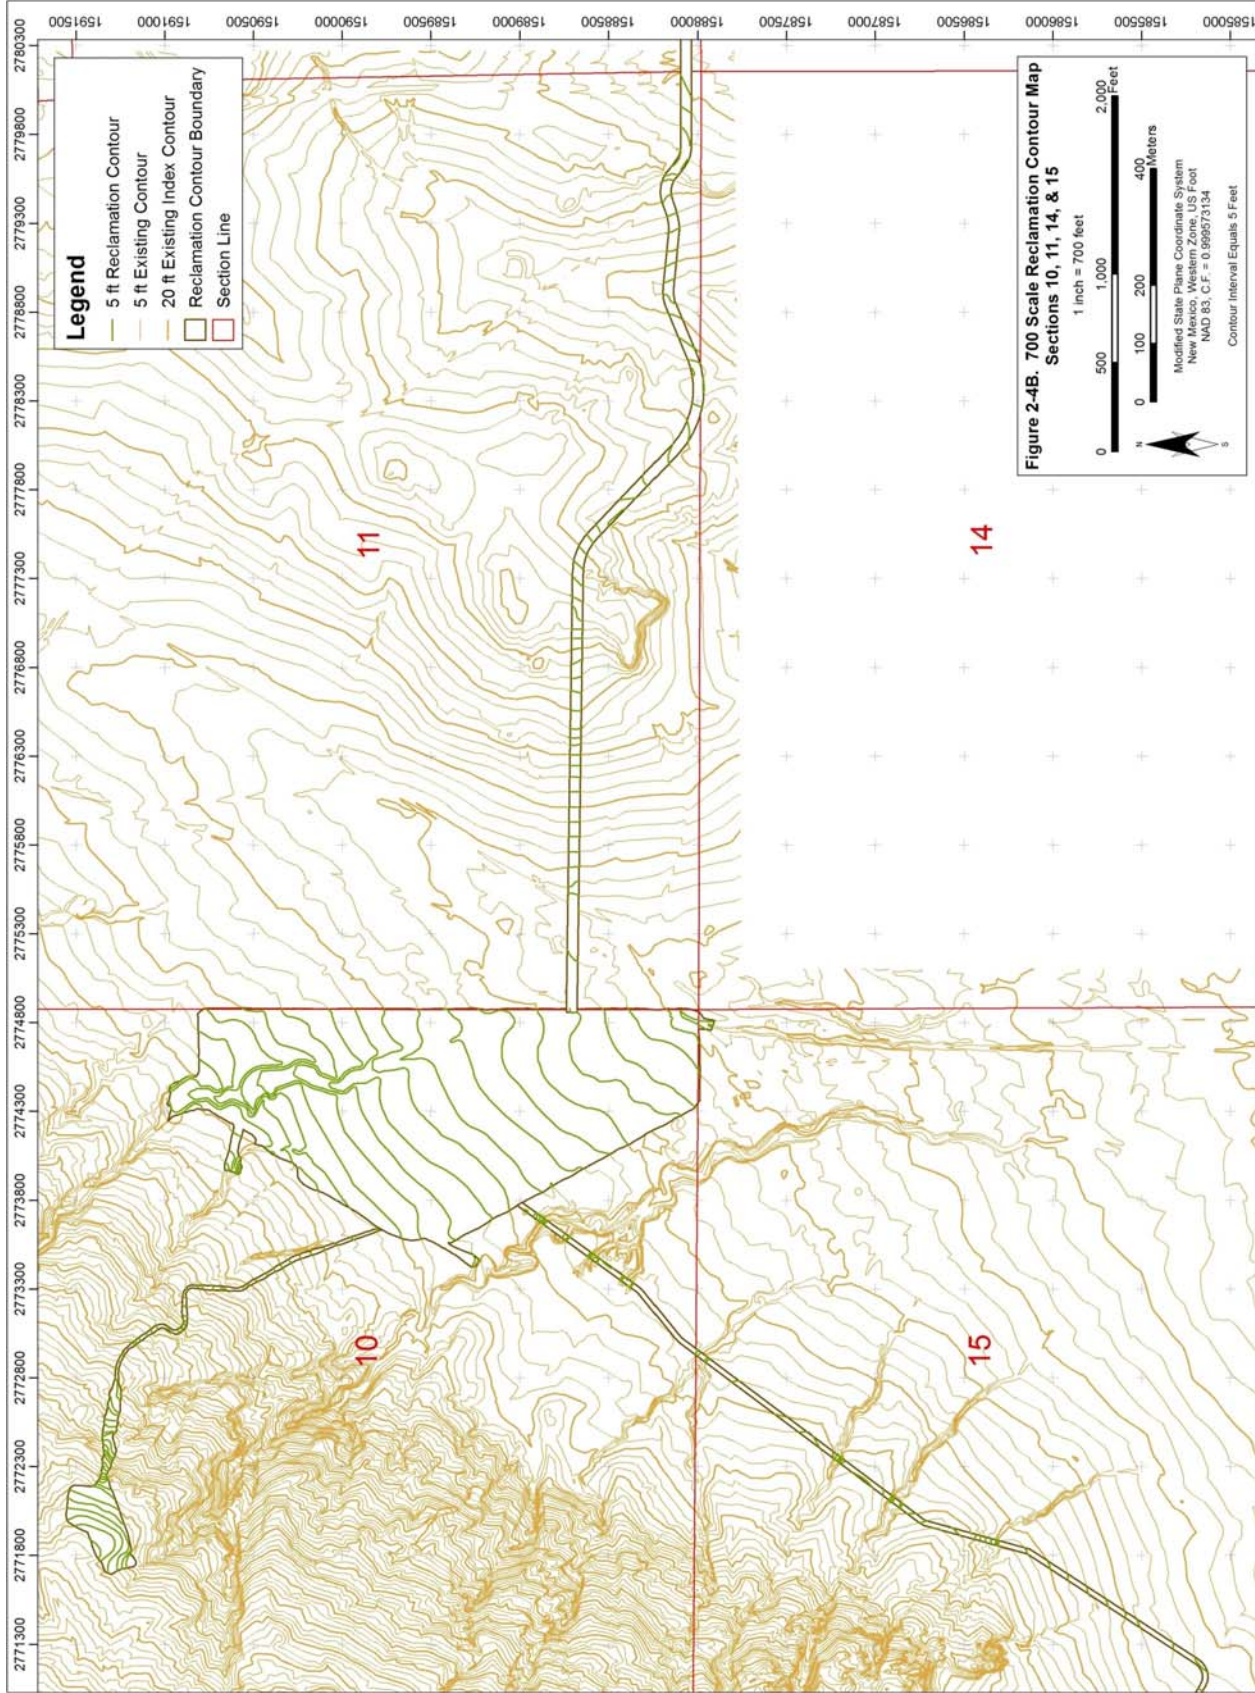 2771300
2771800
2772300
2772800
2773300
2773800
2774300
2774800
2775300
2775800
2776300
2776800
2777300
2777800
2778300
2778800
2779300
2779800
2780300
Legend
5 ft Reclamation Contour
5 ft Existing Contour
20 ft Existing Index Contour
Reclamation Contour Boundary
Section Line
1591500
1591000
1590500
1590000
1589500
1589000
1588500
1588000
1587500
1587000
1586500
1586000
1585500
10
11
15
14
Figure 2-4B. 700 Scale Reclamation Contour Map
Sections 10, 11, 14, & 15
1 inch = 700 feet
0 500 1,000 2,000
Feet
0 100 200 400
Meters
N
S
Modified State Plane Coordinate System
New Mexico, Western Zone, US Foot
NAD 83, C.F. = 0.999573134
Contour Interval Equals 5 Feet